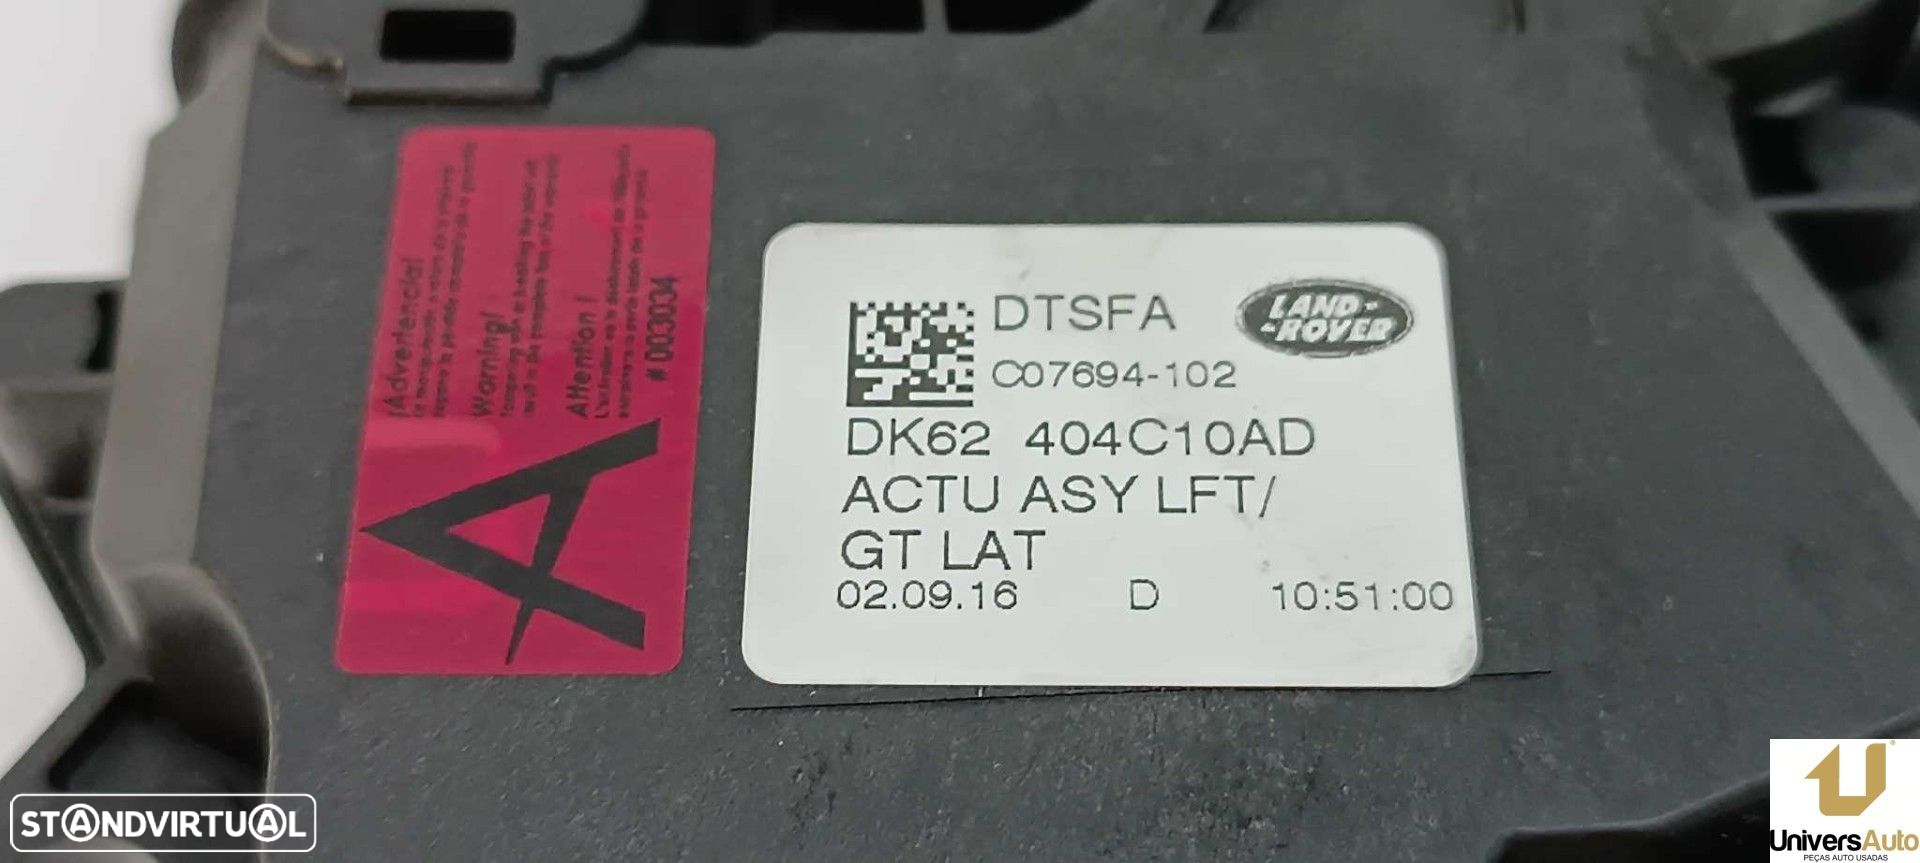 DTSFA
LAND-
-ROVER
C07694-102
DK62 404C10AD
ACTU ASY LFT/
GT LAT
02.09.16 D 10:51:00
¡Advertencia!
Warning!
Attention !
#003034
A
STANDVIRTUAL
UniversAuto
PEÇAS AUTO USADAS